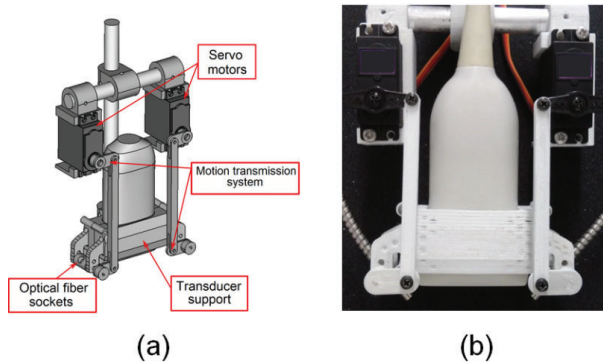 Servo
motors
Motion transmission
system
Optical fiber
sockets
Transducer
support
(a)
(b)